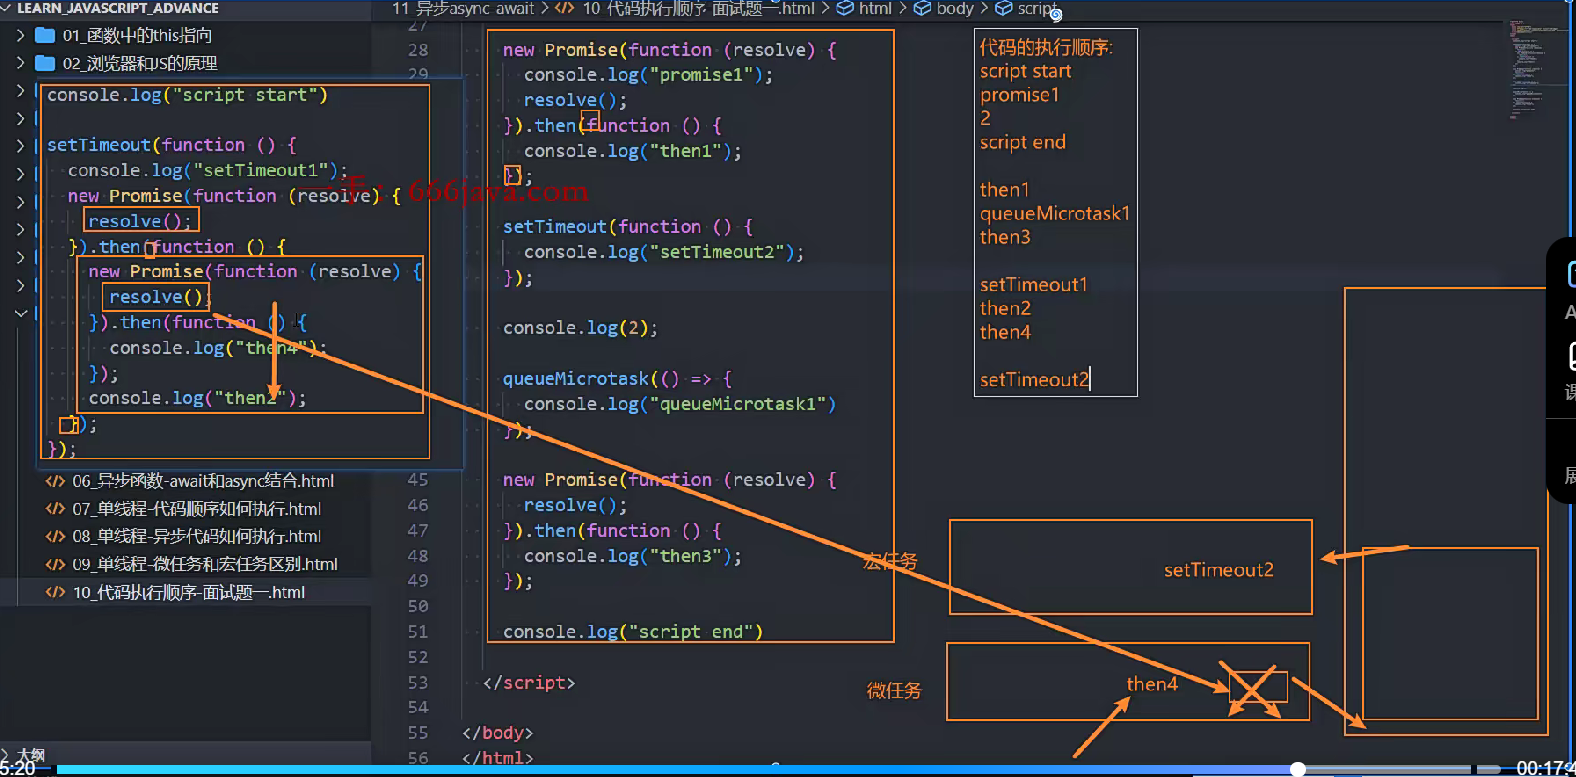 LEARN_JAVASCRIPT_ADVANCE
11_异步async-await > 10_代码执行顺序-面试题一.html > html > body > script
01_函数中的this指向
02_浏览器和JS的原理
console.log("script start")
setTimeout(function () {
console.log("setTimeout1");
new Promise(function (resolve) {
resolve();
}).then(function () {
new Promise(function (resolve) {
resolve();
}).then(function () {
console.log("then4");
});
console.log("then2");
});
});
06_异步函数-await和async结合.html
07_单线程-代码顺序如何执行.html
08_单线程-异步代码如何执行.html
09_单线程-微任务和宏任务区别.html
10_代码执行顺序-面试题一.html
大纲
5:20
27
28 new Promise(function (resolve) {
29 console.log("promise1");
resolve();
}).then(function () {
console.log("then1");
});
一手: 666java.com
setTimeout(function () {
console.log("setTimeout2");
});
console.log(2);
queueMicrotask(() => {
console.log("queueMicrotask1")
});
45 new Promise(function (resolve) {
46 resolve();
47 }).then(function () {
48 console.log("then3");
49 });
50
51 console.log("script end")
52
53 </script>
54
55 </body>
56 </html>
代码的执行顺序:
script start
promise1
2
script end
then1
queueMicrotask1
then3
setTimeout1
then2
then4
setTimeout2
宏任务
setTimeout2
微任务
then4
A
课
展
00:17:4